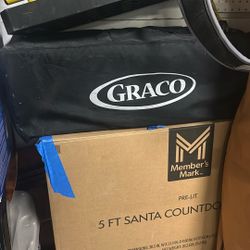 GRACO
M
Member's
Mark
PRE-LIT
5 FT SANTA COUNTDO